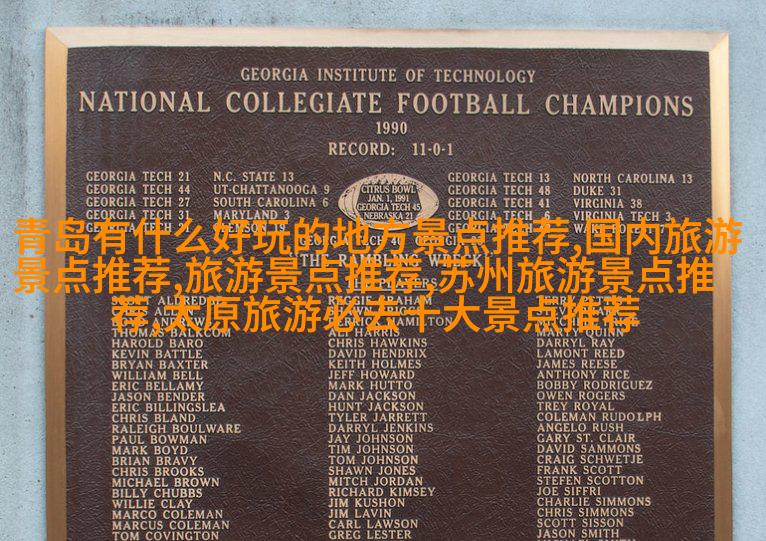 GEORGIA INSTITUTE OF TECHNOLOGY
NATIONAL COLLEGIATE FOOTBALL CHAMPIONS
1990
RECORD: 11-0-1
GEORGIA TECH 21 N.C. STATE 13
GEORGIA TECH 44 UT-CHATTANOOGA 9
GEORGIA TECH 27 SOUTH CAROLINA 6
GEORGIA TECH 31 MARYLAND 3
CITRUS BOWL
JAN. 1, 1991
GEORGIA TECH 45
NEBRASKA 21
GEORGIA TECH 13 NORTH CAROLINA 13
GEORGIA TECH 48 DUKE 31
GEORGIA TECH 41 VIRGINIA 38
6 VIRGINIA TECH 3
青岛有什么好玩的地方景点推荐,国内旅游
景点推荐,旅游景点推荐,苏州旅游景点推
荐,太原旅游必去十大景点推荐
"THE RAMBLING WRECK"
SCOTT ALDREDGE
THOMAS BALKCOM
HAROLD BARO
KEVIN BATTLE
BRYAN BAXTER
WILLIAM BELL
ERIC BELLAMY
JASON BENDER
ERIC BILLINGSLEA
CHRIS BLAND
RALEIGH BOULWARE
PAUL BOWMAN
MARK BOYD
BRIAN BRAVY
CHRIS BROOKS
MICHAEL BROWN
BILLY CHUBBS
WILLIE CLAY
MARCO COLEMAN
MARCUS COLEMAN
TOM COVINGTON
REGGIE GRAHAM
HAMILTON
HARRIS
CHRIS HAWKINS
DAVID HENDRIX
KEITH HOLMES
JEFF HOWARD
MARK HUTTO
DAN JACKSON
HUNT JACKSON
TYLER JARRETT
DARRYL JENKINS
JAY JOHNSON
TIM JOHNSON
TOM JOHNSON
SHAWN JONES
MITCH JORDAN
RICHARD KIMSEY
JIM KUSHON
JIM LAVIN
CARL LAWSON
GREG LESTER
MARTY QUINN
DARRYL RAY
LAMONT REED
JAMES REESE
ANTHONY RICE
BOBBY RODRIGUEZ
OWEN ROGERS
TREY ROYAL
COLEMAN RUDOLPH
ANGELO RUSH
GARY ST. CLAIR
DAVID SAMMONS
CRAIG SCHWETJE
FRANK SCOTT
STEFEN SCOTTON
JOE SIFFRI
CHARLIE SIMMONS
CHRIS SIMMONS
SCOTT SISSON
JASON SMITH